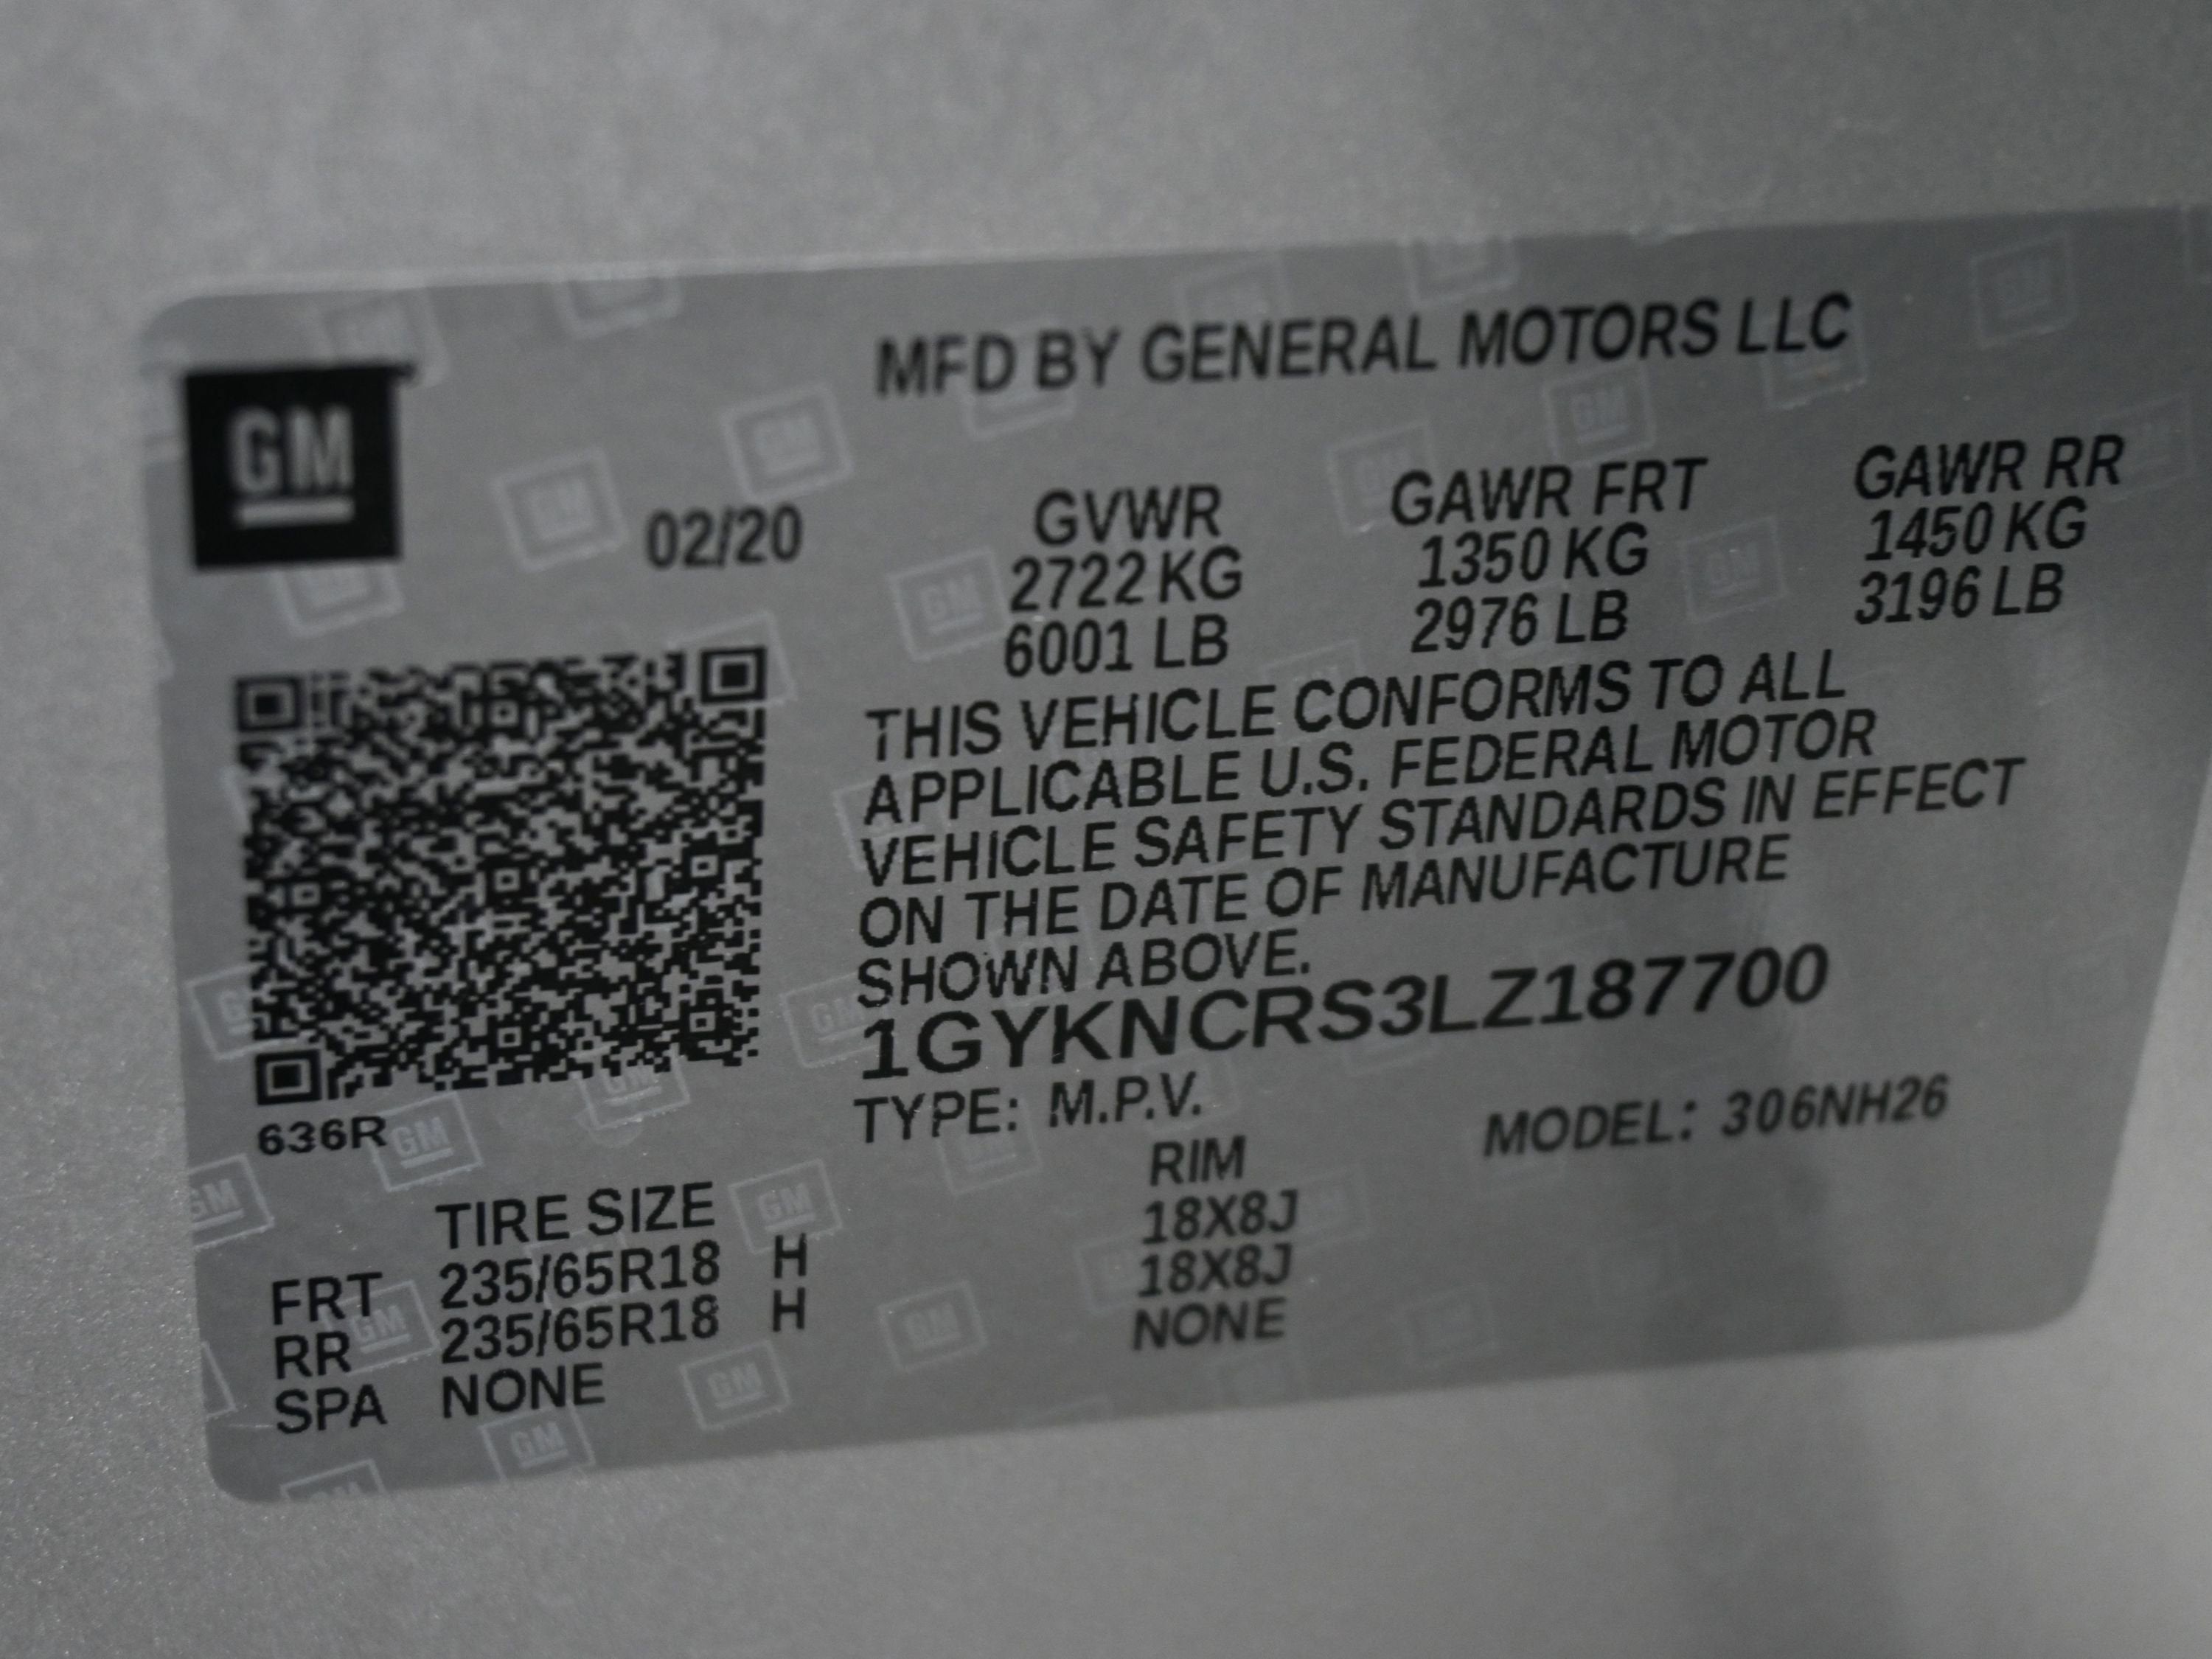 MFD BY GENERAL MOTORS LLC
GM
02/20
GVWR GAWR FRT GAWR RR
2722 KG 1350 KG 1450 KG
6001 LB 2976 LB 3196 LB
THIS VEHICLE CONFORMS TO ALL
APPLICABLE U.S. FEDERAL MOTOR
VEHICLE SAFETY STANDARDS IN EFFECT
ON THE DATE OF MANUFACTURE
SHOWN ABOVE.
1GYKNCRS3LZ187700
TYPE: M.P.V. MODEL: 306NH26
636R
TIRE SIZE RIM
FRT 235/65R18 H 18X8J
RR 235/65R18 H 18X8J
SPA NONE NONE